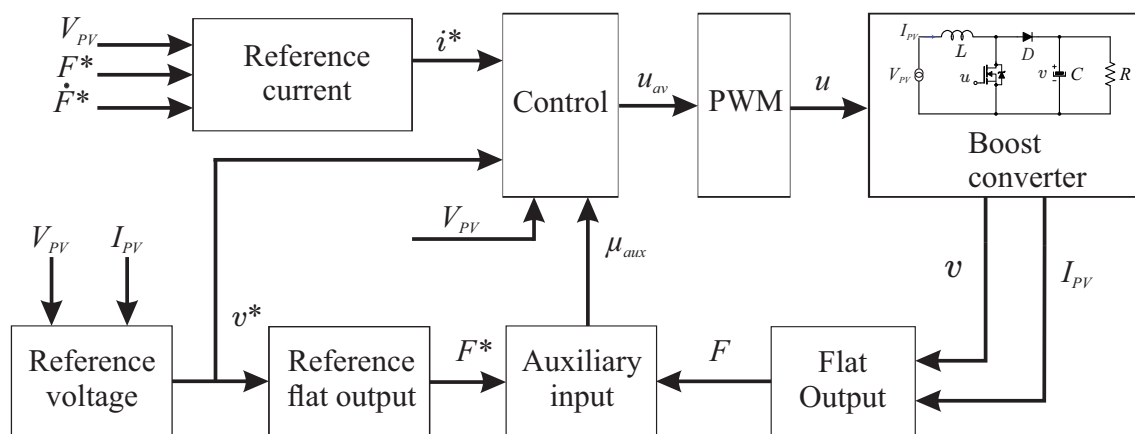 V_PV
F*
Ḟ*
Reference
current
i*
Control
u_av
PWM
u
I_PV
L
D
V_PV
u
v
+
-
C
R
Boost
converter
V_PV
μ_aux
v
I_PV
V_PV
I_PV
Reference
voltage
v*
Reference
flat output
F*
Auxiliary
input
F
Flat
Output